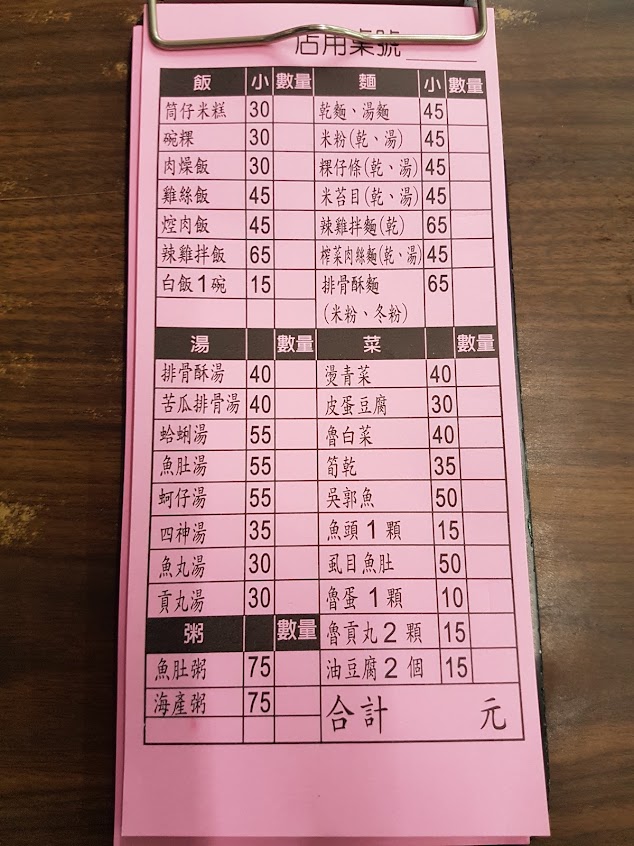 店用桌號
飯 小 數量 麵 小 數量
筒仔米糕 30 乾麵、湯麵 45
碗粿 30 米粉(乾、湯) 45
肉燥飯 30 粿仔條(乾、湯) 45
雞絲飯 45 米苔目(乾、湯) 45
焢肉飯 45 辣雞拌麵(乾) 65
辣雞拌飯 65 榨菜肉絲麵(乾、湯) 45
白飯1碗 15 排骨酥麵 65
(米粉、冬粉)
湯 數量 菜 小 數量
排骨酥湯 40 燙青菜 40
苦瓜排骨湯 40 皮蛋豆腐 30
蛤蜊湯 55 魯白菜 40
魚肚湯 55 筍乾 35
蚵仔湯 55 吳郭魚 50
四神湯 35 魚頭1顆 15
魚丸湯 30 虱目魚肚 50
貢丸湯 30 魯蛋1顆 10
粥 數量 魯貢丸2顆 15
魚肚粥 75 油豆腐2個 15
海產粥 75 合計 元